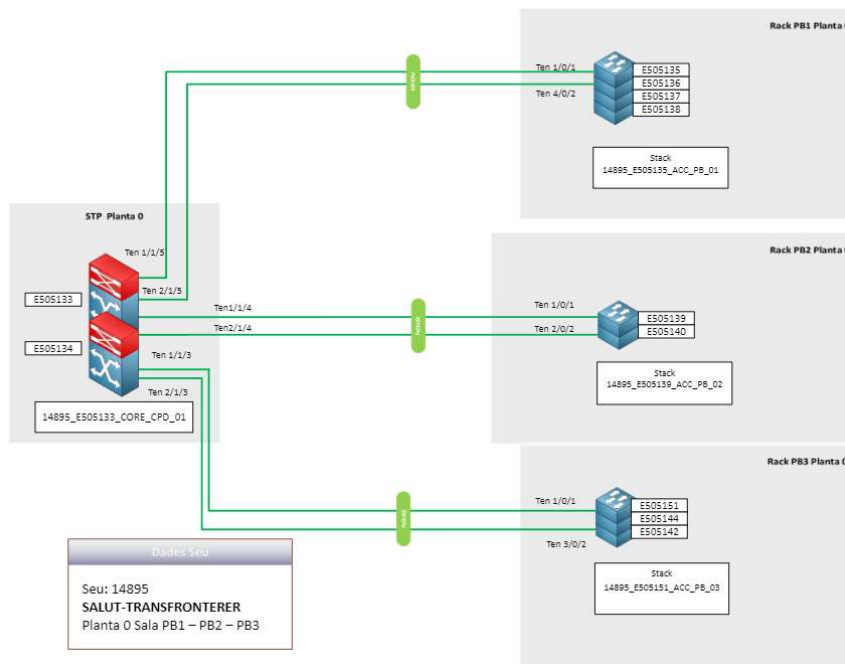 Rack PB1 Planta
Ten 1/0/1
Ten 4/0/2
E505135
E505136
E505137
E505138
Stack
14895_E505135_ACC_PB_01
STP Planta 0
Ten 1/1/5
Ten 2/1/5
E505133
E505134
Ten1/1/4
Ten2/1/4
Ten 1/1/3
Ten 2/1/3
14895_E505133_CORE_CPD_01
Rack PB2 Planta
Ten 1/0/1
Ten 2/0/2
E505139
E505140
Stack
14895_E505139_ACC_PB_02
Rack PB3 Planta
Ten 1/0/1
Ten 3/0/2
E505151
E505144
E505142
Stack
14895_E505151_ACC_PB_03
Dades Seu
Seu: 14895
SALUT-TRANSFRONTERER
Planta 0 Sala PB1 – PB2 – PB3